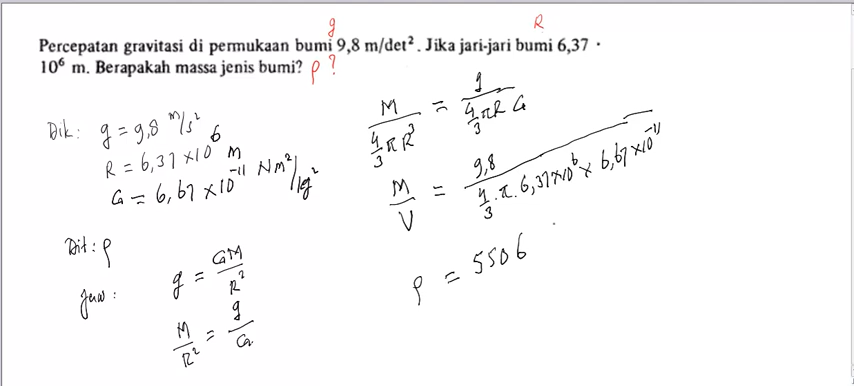 g
R
Percepatan gravitasi di permukaan bumi 9,8 m/det². Jika jari-jari bumi 6,37 ·
10⁶ m. Berapakah massa jenis bumi? ρ?
Dik: g = 9,8 m/s²
R = 6,37 × 10⁶ m
G = 6,67 × 10⁻¹¹ Nm²/kg²
Dit: ρ
Jaw: g = GM/R²
M/R² = g/G
M / (4/3 π R³) = g / (4/3 π R G)
M/V = 9,8 / (4/3 · π · 6,37 × 10⁶ × 6,67 × 10⁻¹¹)
ρ = 5506